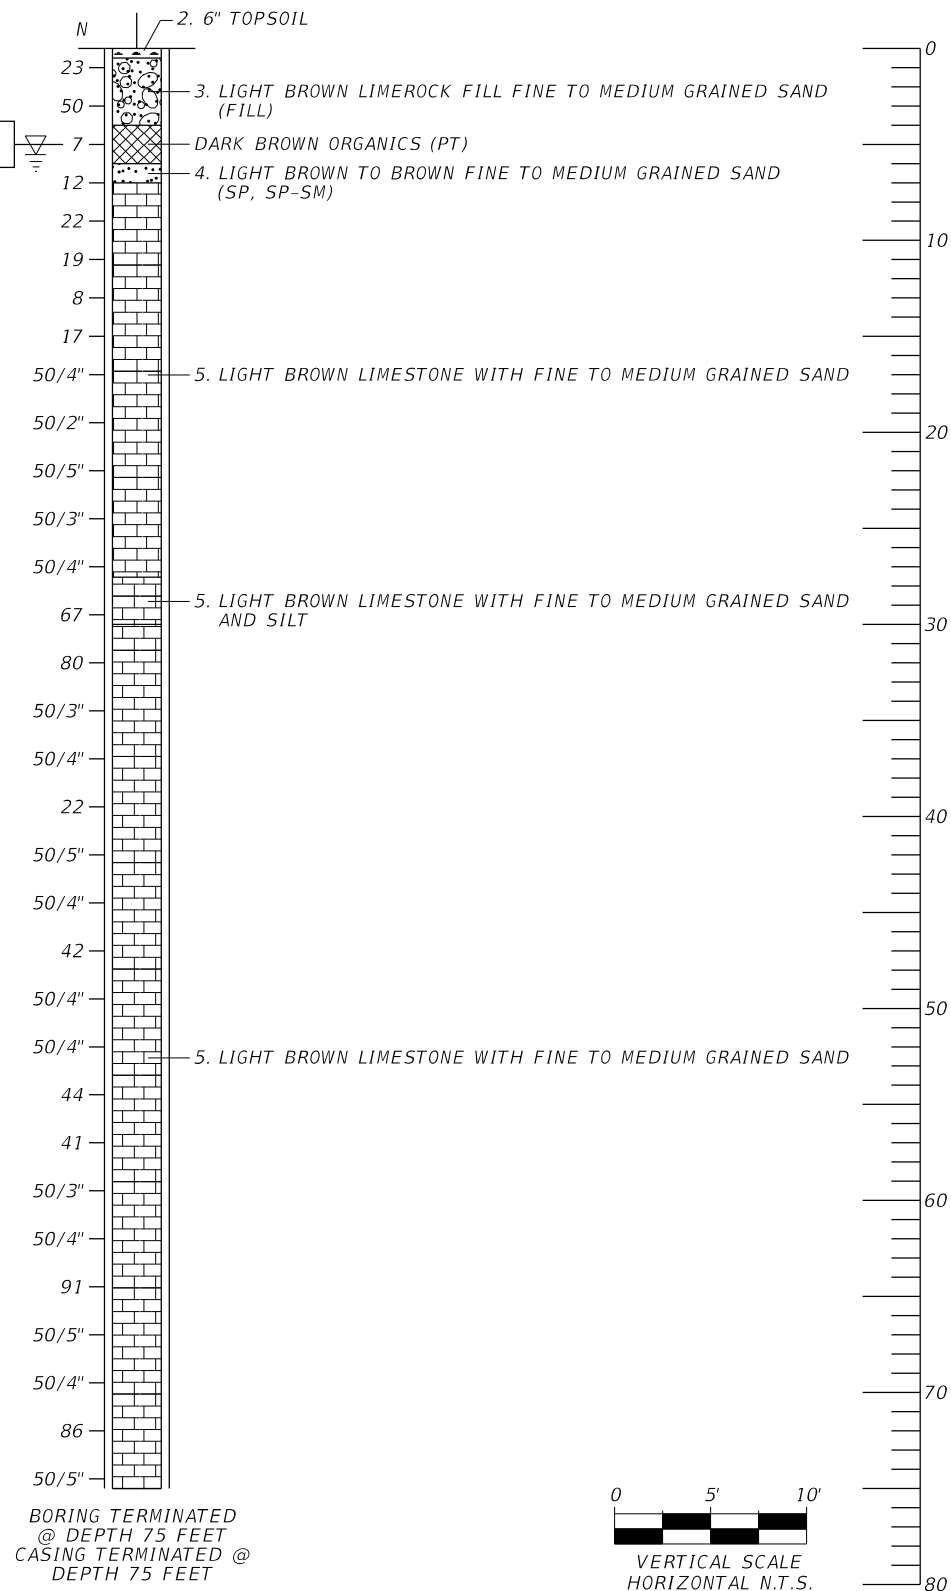 2. 6" TOPSOIL
N
0
23
3. LIGHT BROWN LIMEROCK FILL FINE TO MEDIUM GRAINED SAND
(FILL)
50
7
DARK BROWN ORGANICS (PT)
4. LIGHT BROWN TO BROWN FINE TO MEDIUM GRAINED SAND
(SP, SP-SM)
12
22
10
19
8
17
50/4"
5. LIGHT BROWN LIMESTONE WITH FINE TO MEDIUM GRAINED SAND
50/2"
20
50/5"
50/3"
50/4"
5. LIGHT BROWN LIMESTONE WITH FINE TO MEDIUM GRAINED SAND
AND SILT
67
30
80
50/3"
50/4"
22
40
50/5"
50/4"
42
50/4"
50
50/4"
5. LIGHT BROWN LIMESTONE WITH FINE TO MEDIUM GRAINED SAND
44
41
50/3"
60
50/4"
91
50/5"
50/4"
70
86
50/5"
BORING TERMINATED
@ DEPTH 75 FEET
CASING TERMINATED @
DEPTH 75 FEET
0 5' 10'
VERTICAL SCALE
HORIZONTAL N.T.S.
80